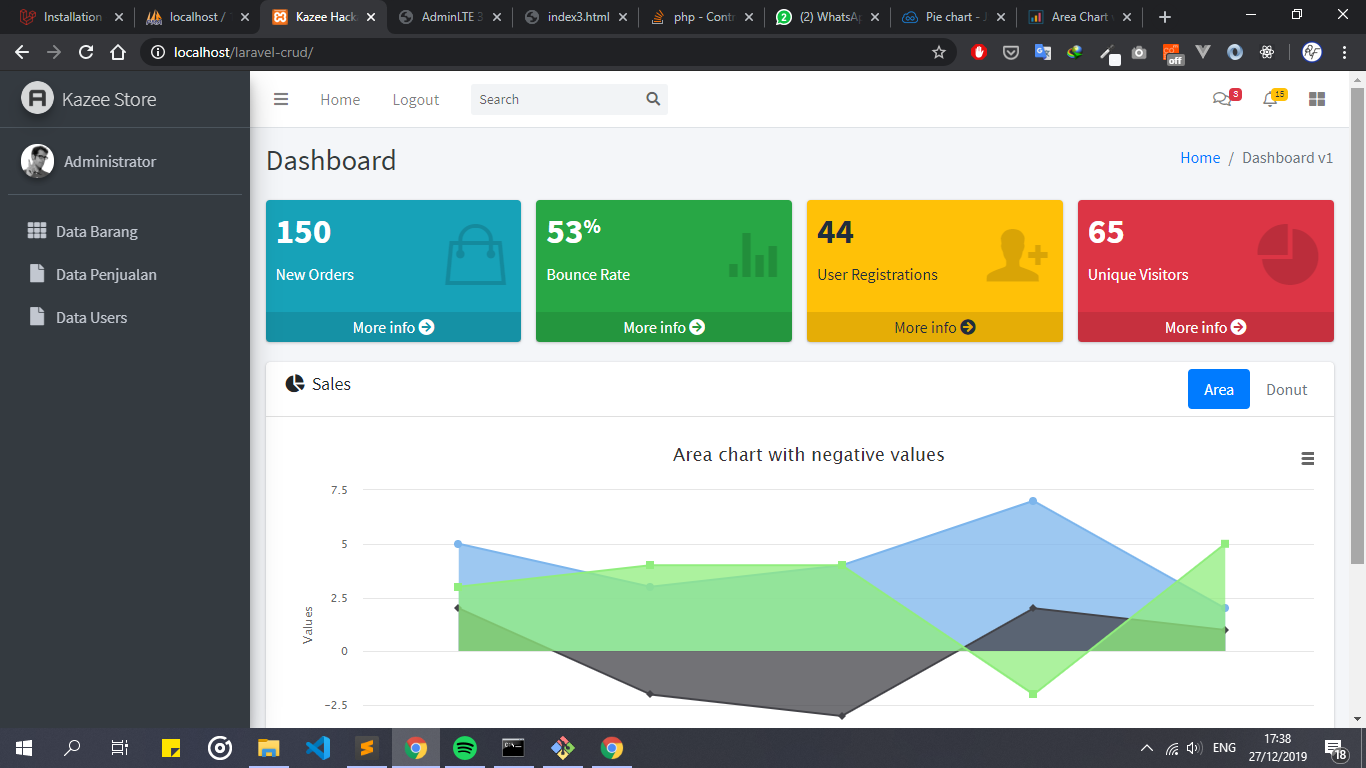 Installation
localhost / 1
Kazee Hack
AdminLTE 3
index3.html
php - Contr
(2) WhatsAp
Pie chart - J
Area Chart v
localhost/laravel-crud/
off
Kazee Store
Home
Logout
Search
3
15
Administrator
Dashboard
Home / Dashboard v1
Data Barang
Data Penjualan
Data Users
150
New Orders
More info
53%
Bounce Rate
More info
44
User Registrations
More info
65
Unique Visitors
More info
Sales
Area
Donut
Area chart with negative values
7.5
5
2.5
0
-2.5
Values
ENG
17:38
27/12/2019
18